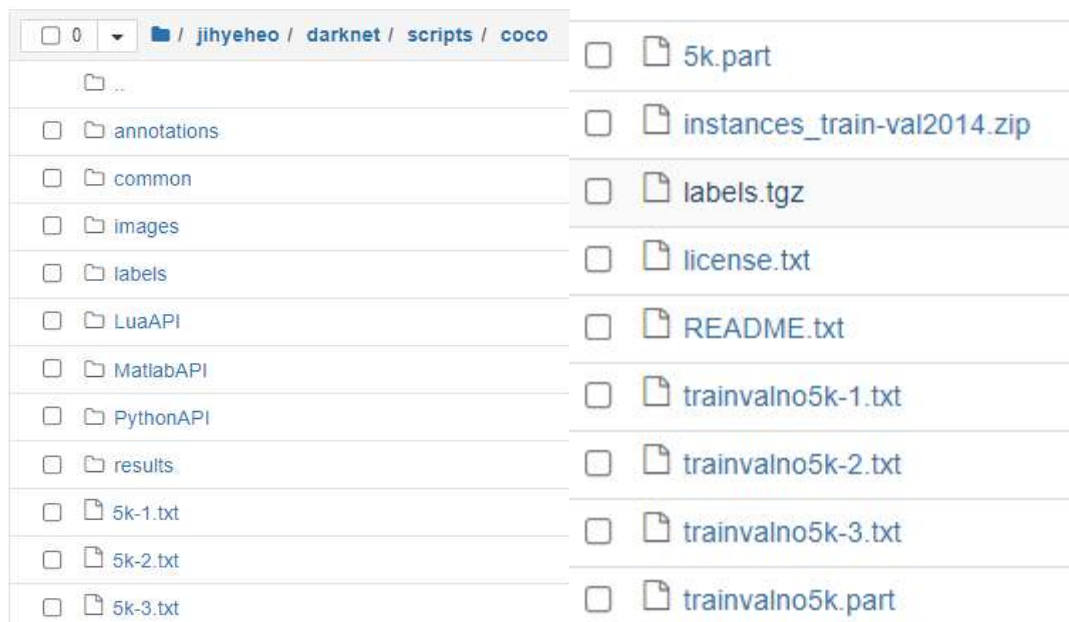 0 / jihyeheo / darknet / scripts / coco
..
annotations
common
images
labels
LuaAPI
MatlabAPI
PythonAPI
results
5k-1.txt
5k-2.txt
5k-3.txt
5k.part
instances_train-val2014.zip
labels.tgz
license.txt
README.txt
trainvalno5k-1.txt
trainvalno5k-2.txt
trainvalno5k-3.txt
trainvalno5k.part